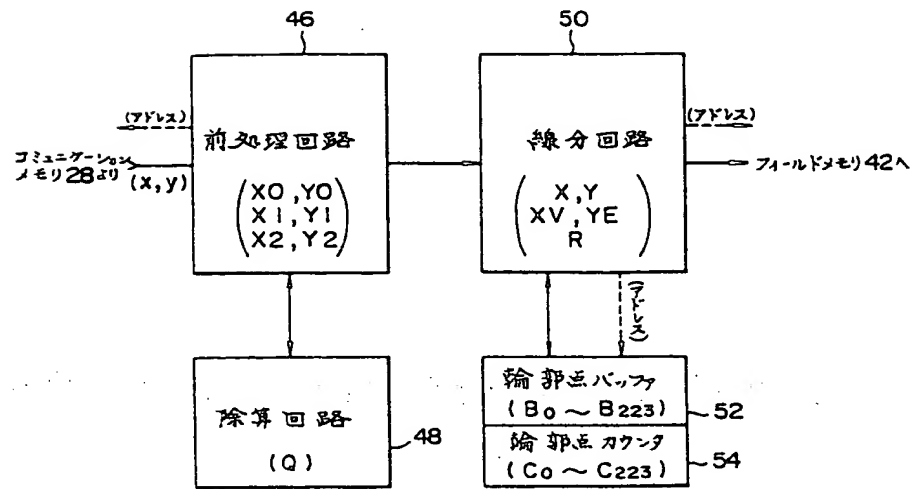 46
50
(アドレス)
前処理回路
コミュニケーション
メモリ28より
(x,y)
(X0,Y0
X1,Y1
X2,Y2)
(アドレス)
線分回路
フィールドメモリ42へ
(X,Y
XV,YE
R)
(アドレス)
除算回路
(Q)
48
輪郭点バッファ
(B0～B223)
52
輪郭点カウンタ
(C0～C223)
54